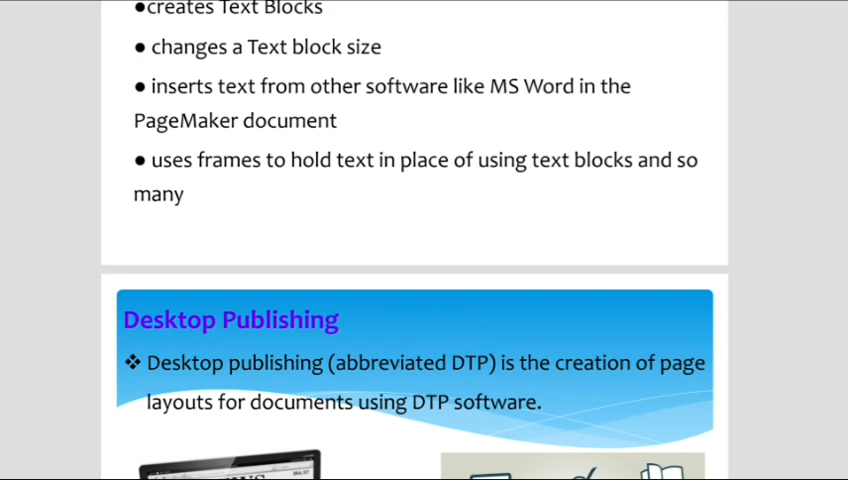 ●creates Text Blocks
● changes a Text block size
● inserts text from other software like MS Word in the
PageMaker document
● uses frames to hold text in place of using text blocks and so
many
Desktop Publishing
❖ Desktop publishing (abbreviated DTP) is the creation of page
layouts for documents using DTP software.